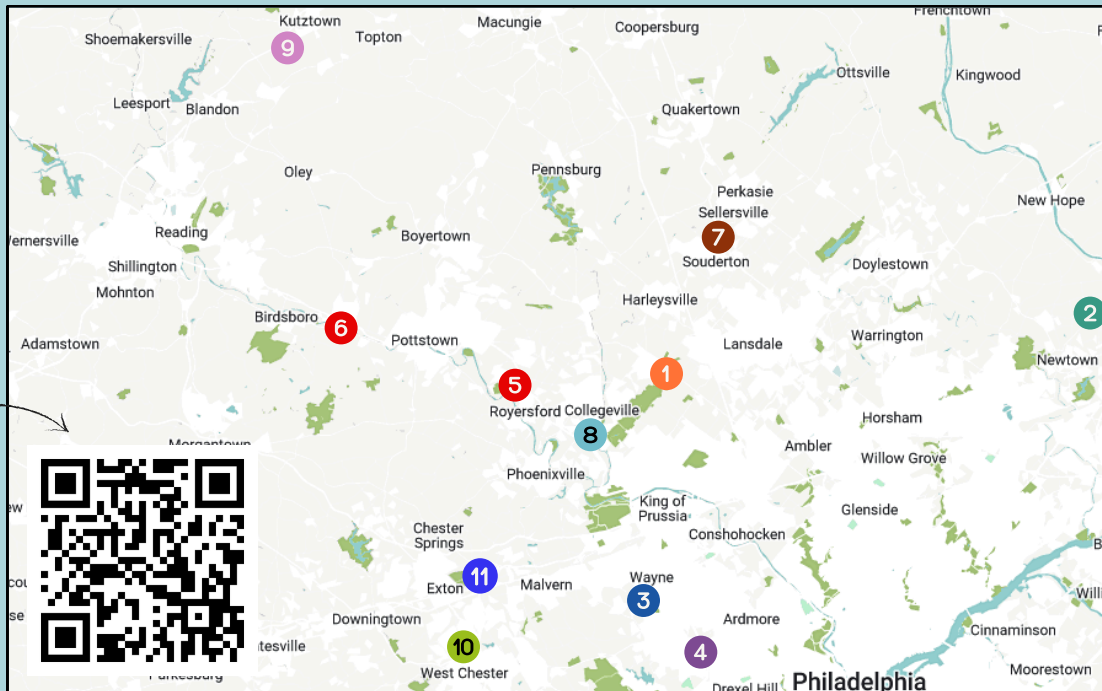 Kutztown
Macungie
Coopersburg
Frenchtown
Shoemakersville
Topton
9
Ottsville
Kingwood
Leesport
Blandon
Quakertown
Oley
Pennsburg
Perkasie
New Hope
Sellersville
Reading
Boyertown
7
Souderton
Doylestown
Shillington
Mohnton
Harleysville
Birdsboro
6
2
Adamstown
Pottstown
Lansdale
Warrington
Newtown
1
5
Royersford
Collegeville
8
Horsham
Morgantown
Ambler
Willow Grove
Phoenixville
King of
Prussia
Glenside
Chester
Springs
Conshohocken
11
Exton
Malvern
Wayne
3
Downingtown
Ardmore
Cinnaminson
10
4
West Chester
Moorestown
Parkesburg
Drexel Hill
Philadelphia